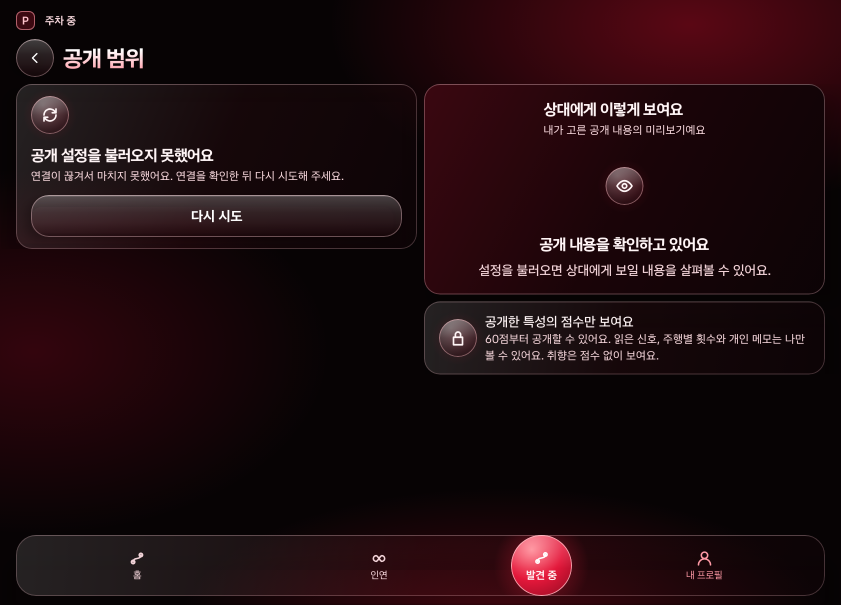 P 주차 중
공개 범위
공개 설정을 불러오지 못했어요
연결이 끊겨서 마치지 못했어요. 연결을 확인한 뒤 다시 시도해 주세요.
다시 시도
상대에게 이렇게 보여요
내가 고른 공개 내용의 미리보기예요
공개 내용을 확인하고 있어요
설정을 불러오면 상대에게 보일 내용을 살펴볼 수 있어요.
공개한 특성의 점수만 보여요
60점부터 공개할 수 있어요. 읽은 신호, 주행별 횟수와 개인 메모는 나만
볼 수 있어요. 취향은 점수 없이 보여요.
홈
인연
발견 중
내 프로필